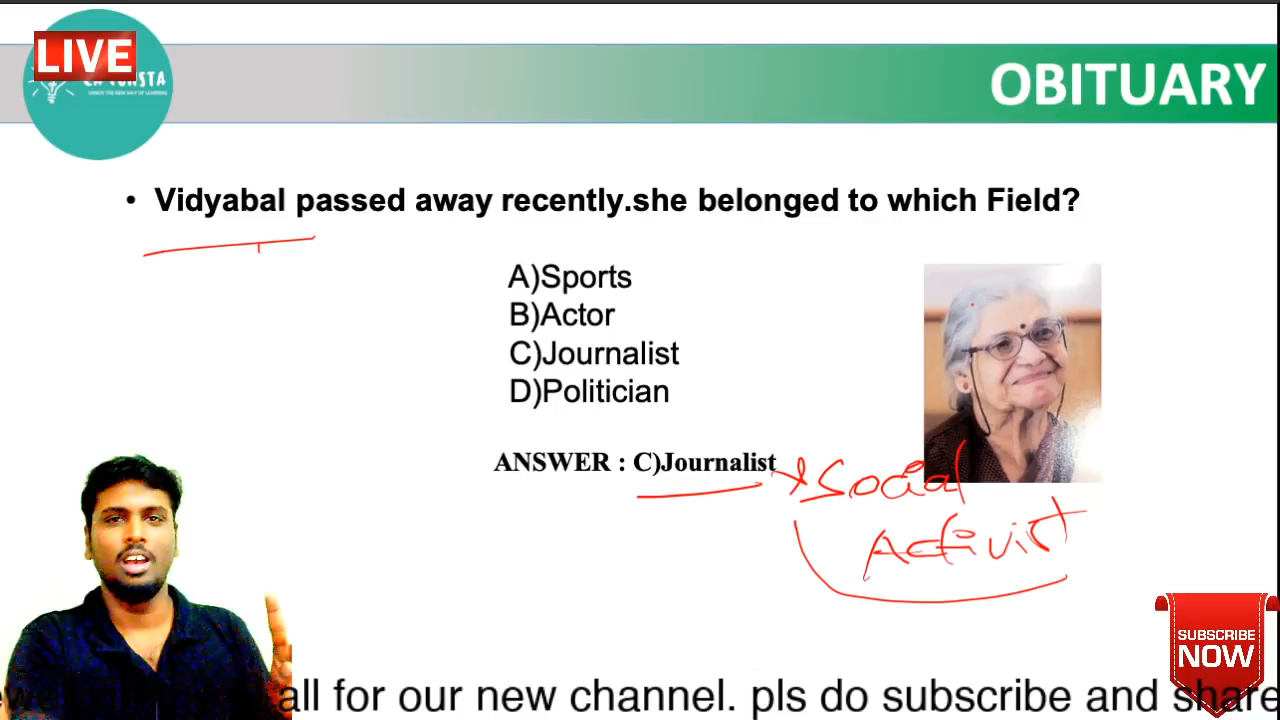 LIVE
OBITUARY
• Vidyabal passed away recently.she belonged to which Field?
A)Sports
B)Actor
C)Journalist
D)Politician
ANSWER : C)Journalist
Social
Activist
SUBSCRIBE
NOW
all for our new channel. pls do subscribe and share